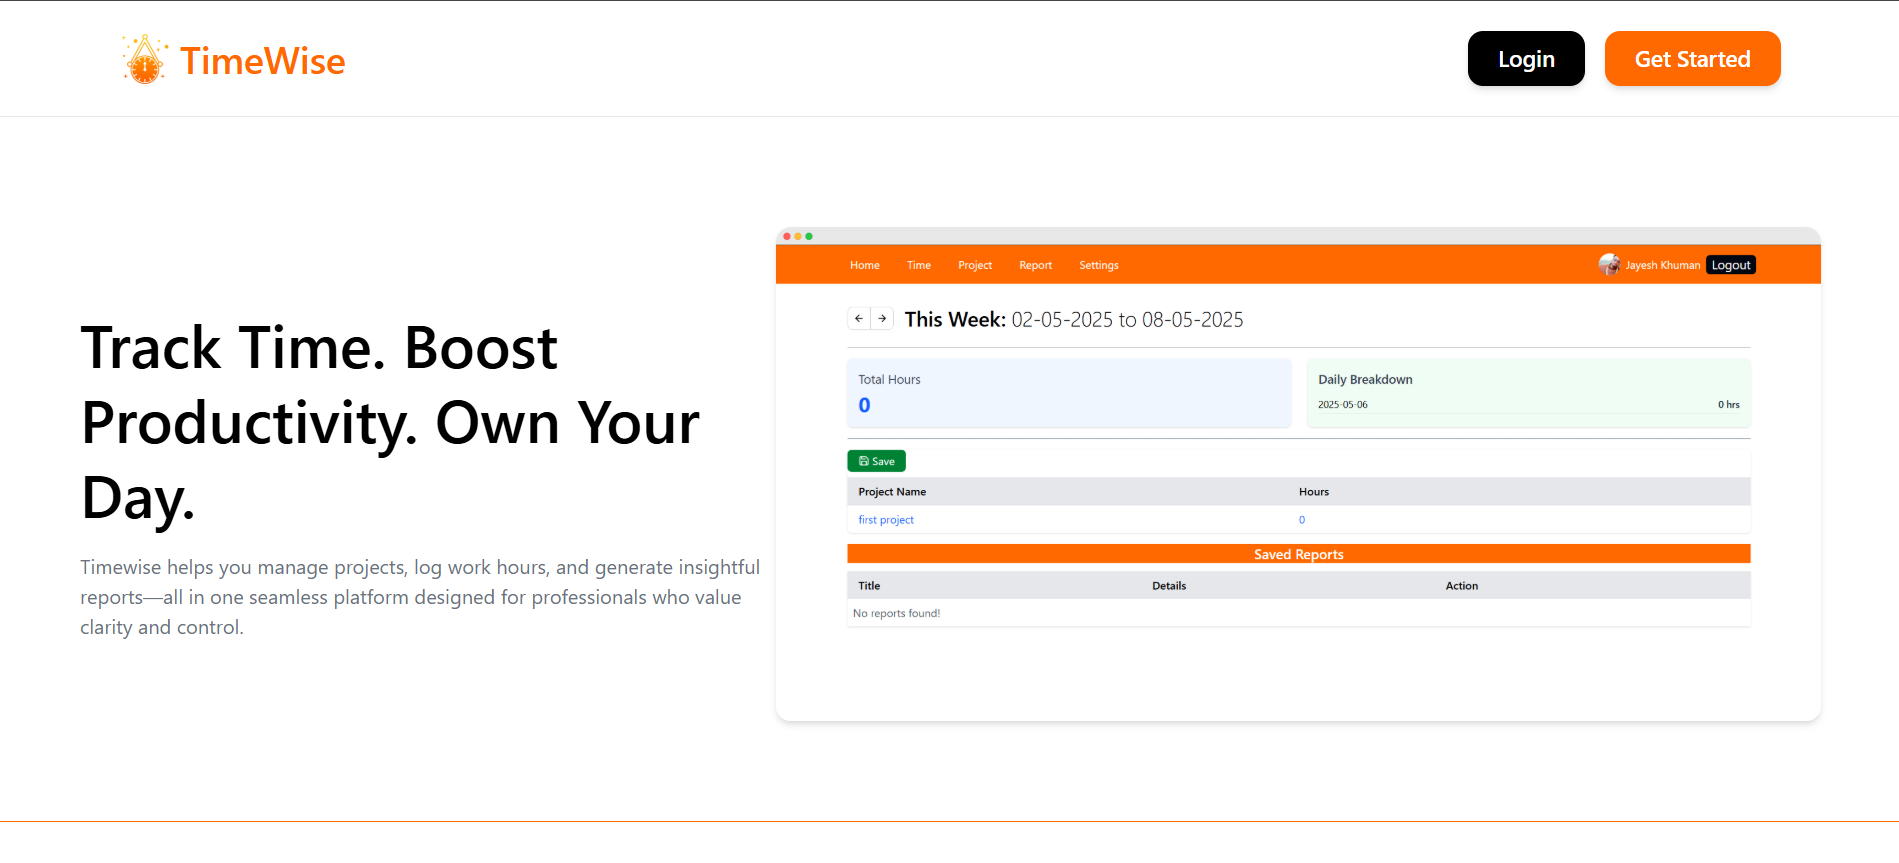 TimeWise
Login
Get Started
Track Time. Boost
Productivity. Own Your
Day.
Timewise helps you manage projects, log work hours, and generate insightful
reports—all in one seamless platform designed for professionals who value
clarity and control.
Home Time Project Report Settings
Jayesh Khuman Logout
This Week: 02-05-2025 to 08-05-2025
Total Hours
0
Daily Breakdown
2025-05-06 0 hrs
Save
Project Name Hours
first project 0
Saved Reports
Title Details Action
No reports found!